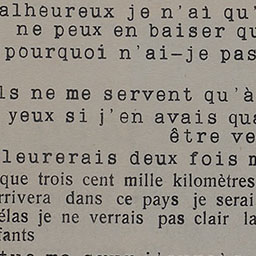 alheureux je n'ai qu'
ne peux en baiser qu
pourquoi n'ai-je pas
ls ne me servent qu'à
yeux si j'en avais qua
être ve
leurerais deux fois m
que trois cent mille kilomètres
rrivera dans ce pays je serai
élas je ne verrais pas clair la
fants